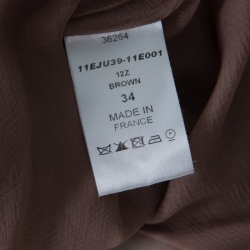 36264
11EJU39-11E001
12Z
BROWN
34
MADE IN
FRANCE